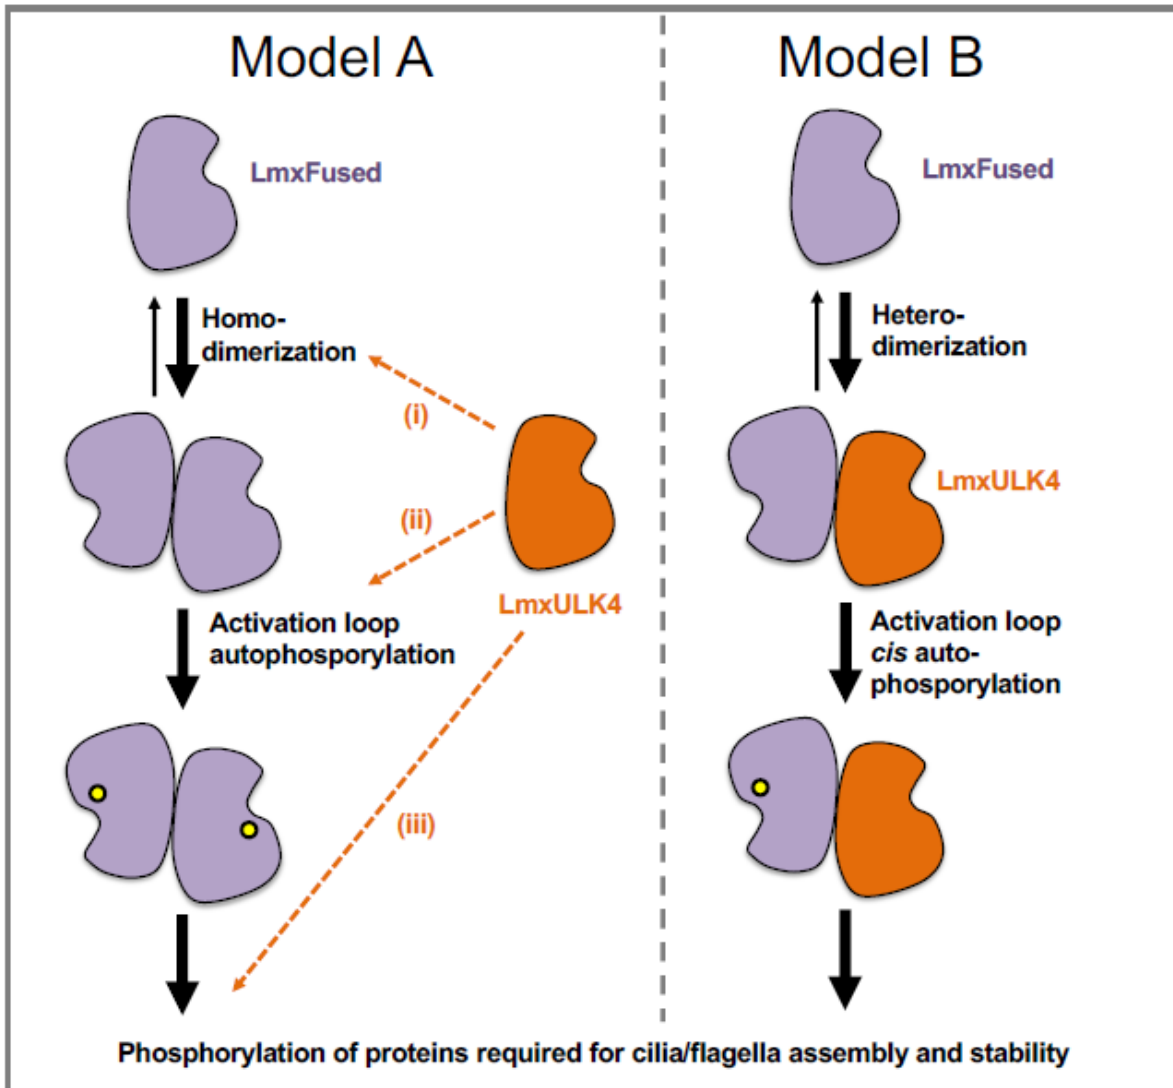 Model A
LmxFused
Homo-
dimerization
(i)
(ii)
LmxULK4
Activation loop
autophosporylation
(iii)
Model B
LmxFused
Hetero-
dimerization
LmxULK4
Activation loop
cis auto-
phosporylation
Phosphorylation of proteins required for cilia/flagella assembly and stability